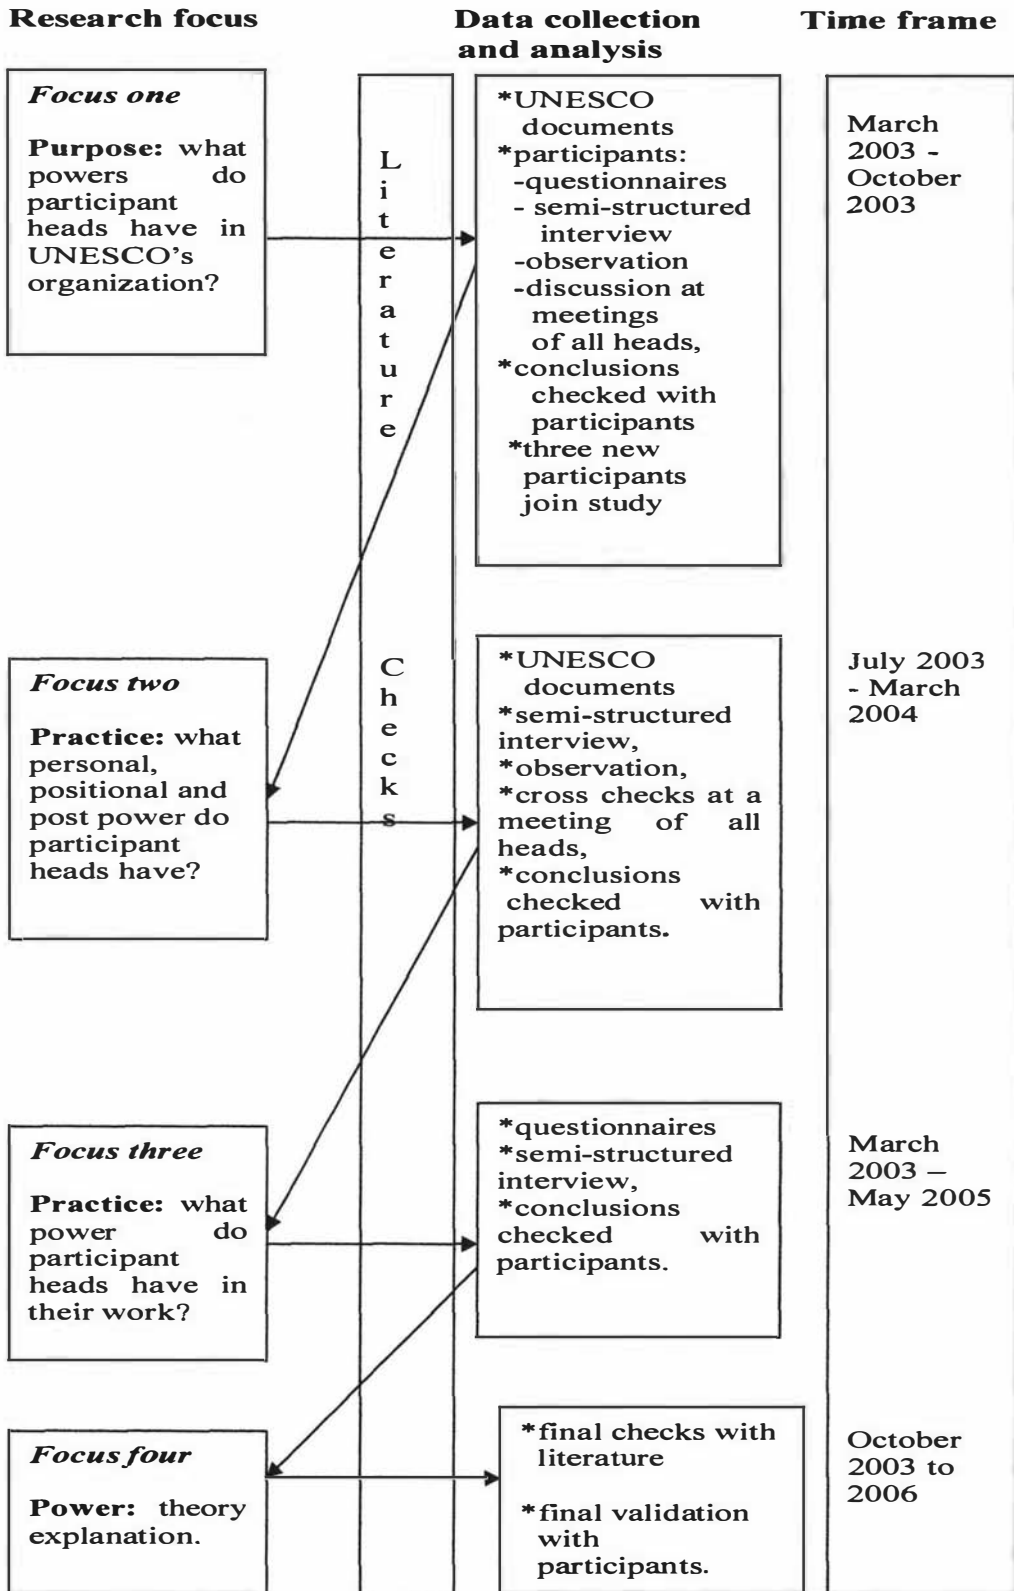 Research focus
Data collection
and analysis
Time frame
Focus one
Purpose: what
powers do
participant
heads have in
UNESCO's
organization?
Literature
*UNESCO
documents
*participants:
-questionnaires
- semi-structured
interview
-observation
-discussion at
meetings
of all heads,
*conclusions
checked with
participants
*three new
participants
join study
March
2003 -
October
2003
Focus two
Practice: what
personal,
positional and
post power do
participant
heads have?
Checks
*UNESCO
documents
*semi-structured
interview,
*observation,
*cross checks at a
meeting of all
heads,
*conclusions
checked with
participants.
July 2003
- March
2004
Focus three
Practice: what
power do
participant
heads have in
their work?
*questionnaires
*semi-structured
interview,
*conclusions
checked with
participants.
March
2003 –
May 2005
Focus four
Power: theory
explanation.
*final checks with
literature
*final validation
with
participants.
October
2003 to
2006